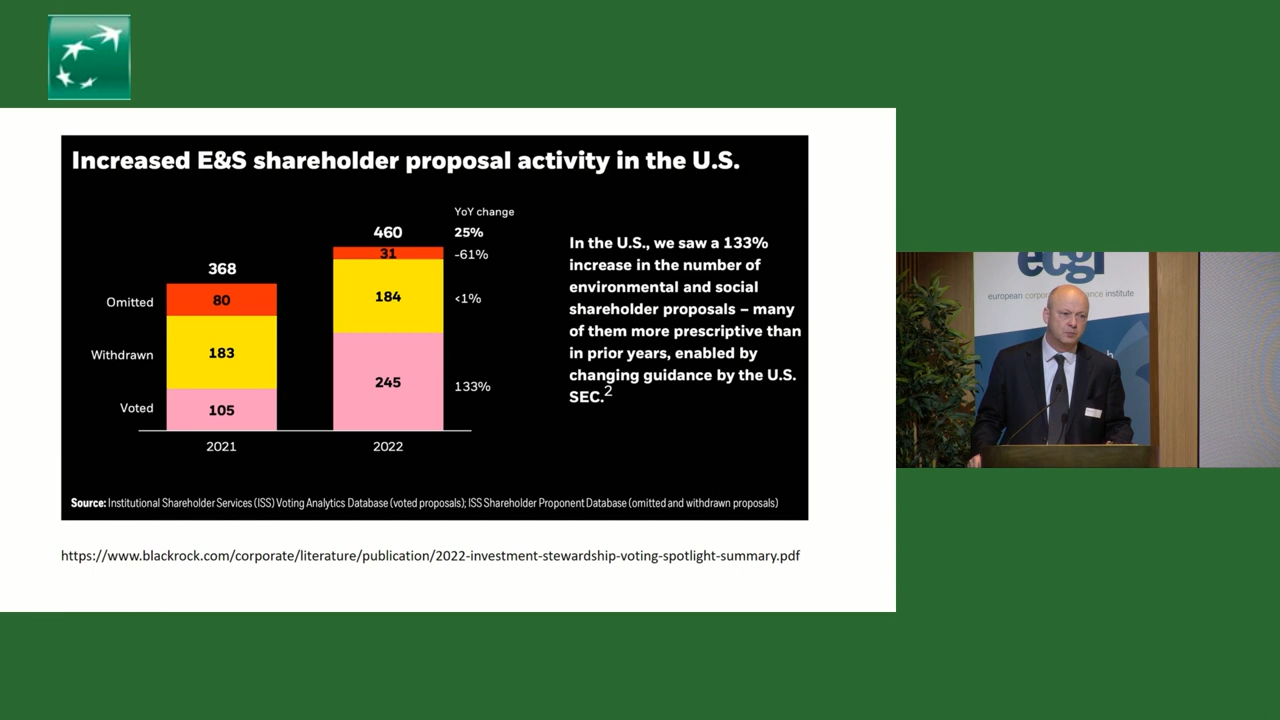 Increased E&S shareholder proposal activity in the U.S.
YoY change
460
25%
31
-61%
368
Omitted
80
184
<1%
Withdrawn
183
245
133%
Voted
105
2021
2022
In the U.S., we saw a 133%
increase in the number of
environmental and social
shareholder proposals – many
of them more prescriptive than
in prior years, enabled by
changing guidance by the U.S.
SEC.2
Source: Institutional Shareholder Services (ISS) Voting Analytics Database (voted proposals); ISS Shareholder Proponent Database (omitted and withdrawn proposals)
https://www.blackrock.com/corporate/literature/publication/2022-investment-stewardship-voting-spotlight-summary.pdf
ecgi
european institute